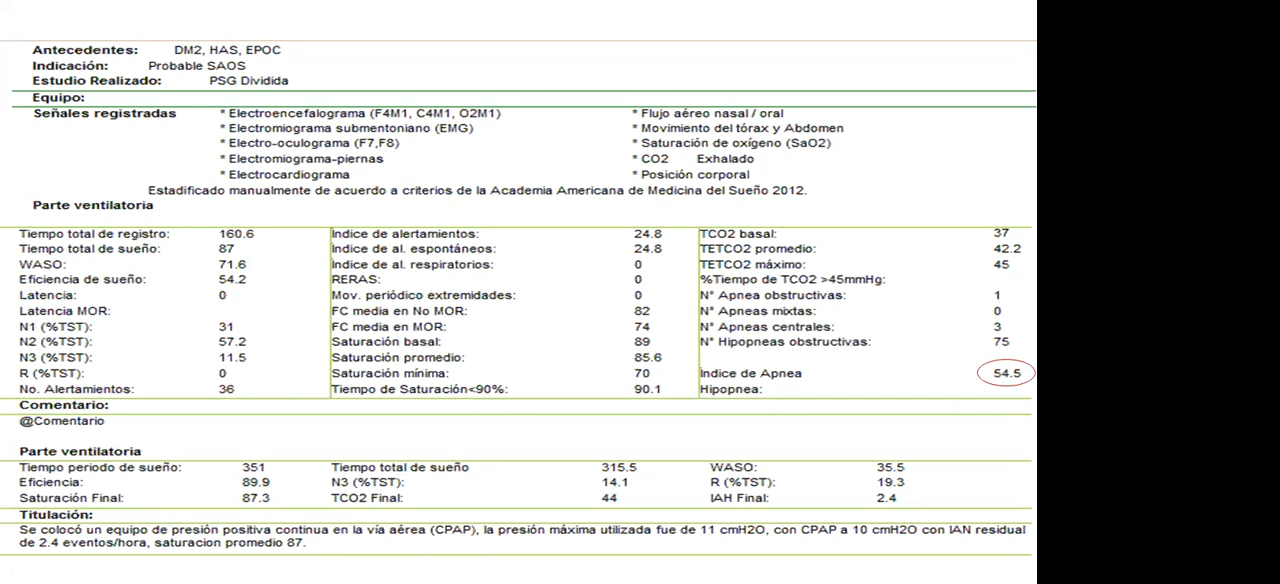 Antecedentes: DM2, HAS, EPOC
Indicación: Probable SAOS
Estudio Realizado: PSG Dividida
Equipo:
Señales registradas * Electroencefalograma (F4M1, C4M1, O2M1) * Flujo aéreo nasal / oral
* Electromiograma submentoniano (EMG) * Movimiento del tórax y Abdomen
* Electro-oculograma (F7,F8) * Saturación de oxígeno (SaO2)
* Electromiograma-piernas * CO2 Exhalado
* Electrocardiograma * Posición corporal
Estadificado manualmente de acuerdo a criterios de la Academia Americana de Medicina del Sueño 2012.
Parte ventilatoria
Tiempo total de registro: 160.6 Indice de alertamientos: 24.8 TCO2 basal: 37
Tiempo total de sueño: 87 Indice de al. espontáneos: 24.8 TETCO2 promedio: 42.2
WASO: 71.6 Indice de al. respiratorios: 0 TETCO2 máximo: 45
Eficiencia de sueño: 54.2 RERAS: 0 %Tiempo de TCO2 >45mmHg:
Latencia: 0 Mov. periódico extremidades: 0 N° Apnea obstructivas: 1
Latencia MOR: FC media en No MOR: 82 N° Apneas mixtas: 0
N1 (%TST): 31 FC media en MOR: 74 N° Apneas centrales: 3
N2 (%TST): 57.2 Saturación basal: 89 N° Hipopneas obstructivas: 75
N3 (%TST): 11.5 Saturación promedio: 85.6
R (%TST): 0 Saturación mínima: 70 Indice de Apnea 54.5
No. Alertamientos: 36 Tiempo de Saturación<90%: 90.1 Hipopnea:
Comentario:
@Comentario
Parte ventilatoria
Tiempo periodo de sueño: 351 Tiempo total de sueño 315.5 WASO: 35.5
Eficiencia: 89.9 N3 (%TST): 14.1 R (%TST): 19.3
Saturación Final: 87.3 TCO2 Final: 44 IAH Final: 2.4
Titulación:
Se colocó un equipo de presión positiva continua en la vía aérea (CPAP), la presión máxima utilizada fue de 11 cmH2O, con CPAP a 10 cmH2O con IAN residual
de 2.4 eventos/hora, saturacion promedio 87.